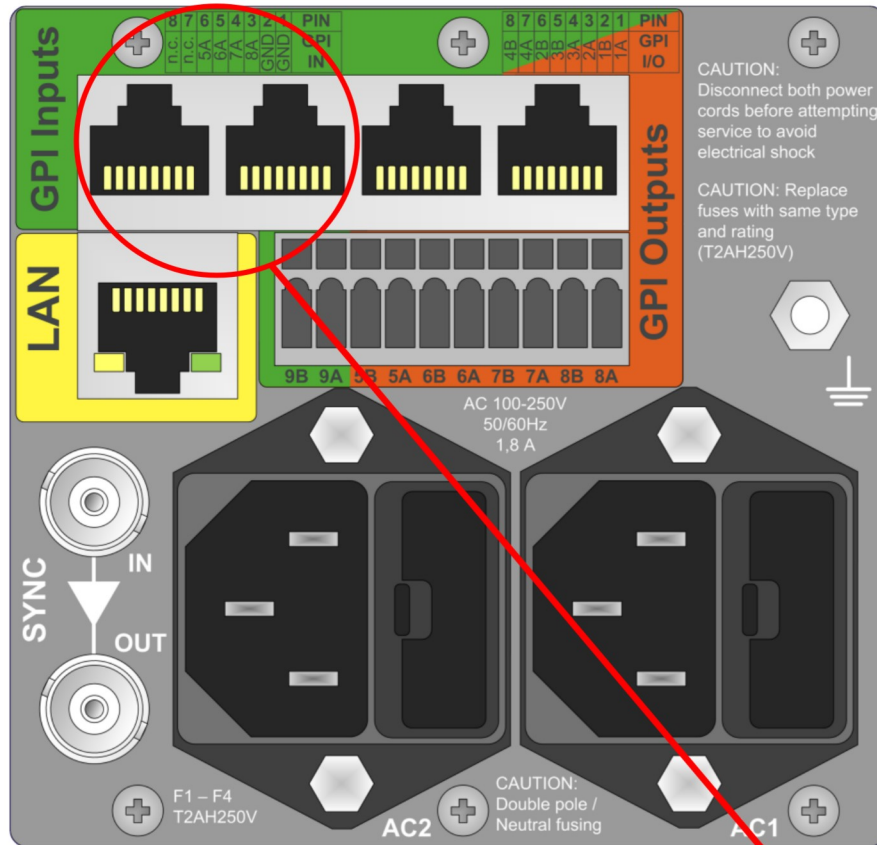 8 7 6 5 4 3 2 1 PIN
n.c. n.c. 5A 6A 7A 8A GND GND GPI IN
8 7 6 5 4 3 2 1 PIN
4B 4A 2B 3B 3A 2A 1B 1A GPI I/O
GPI Inputs
CAUTION:
Disconnect both power
cords before attempting
service to avoid
electrical shock
CAUTION: Replace
fuses with same type
and rating
(T2AH250V)
GPI Outputs
LAN
9B 9A 5B 5A 6B 6A 7B 7A 8B 8A
AC 100-250V
50/60Hz
1,8 A
SYNC
IN
OUT
F1 – F4
T2AH250V
AC2
CAUTION:
Double pole /
Neutral fusing
AC1